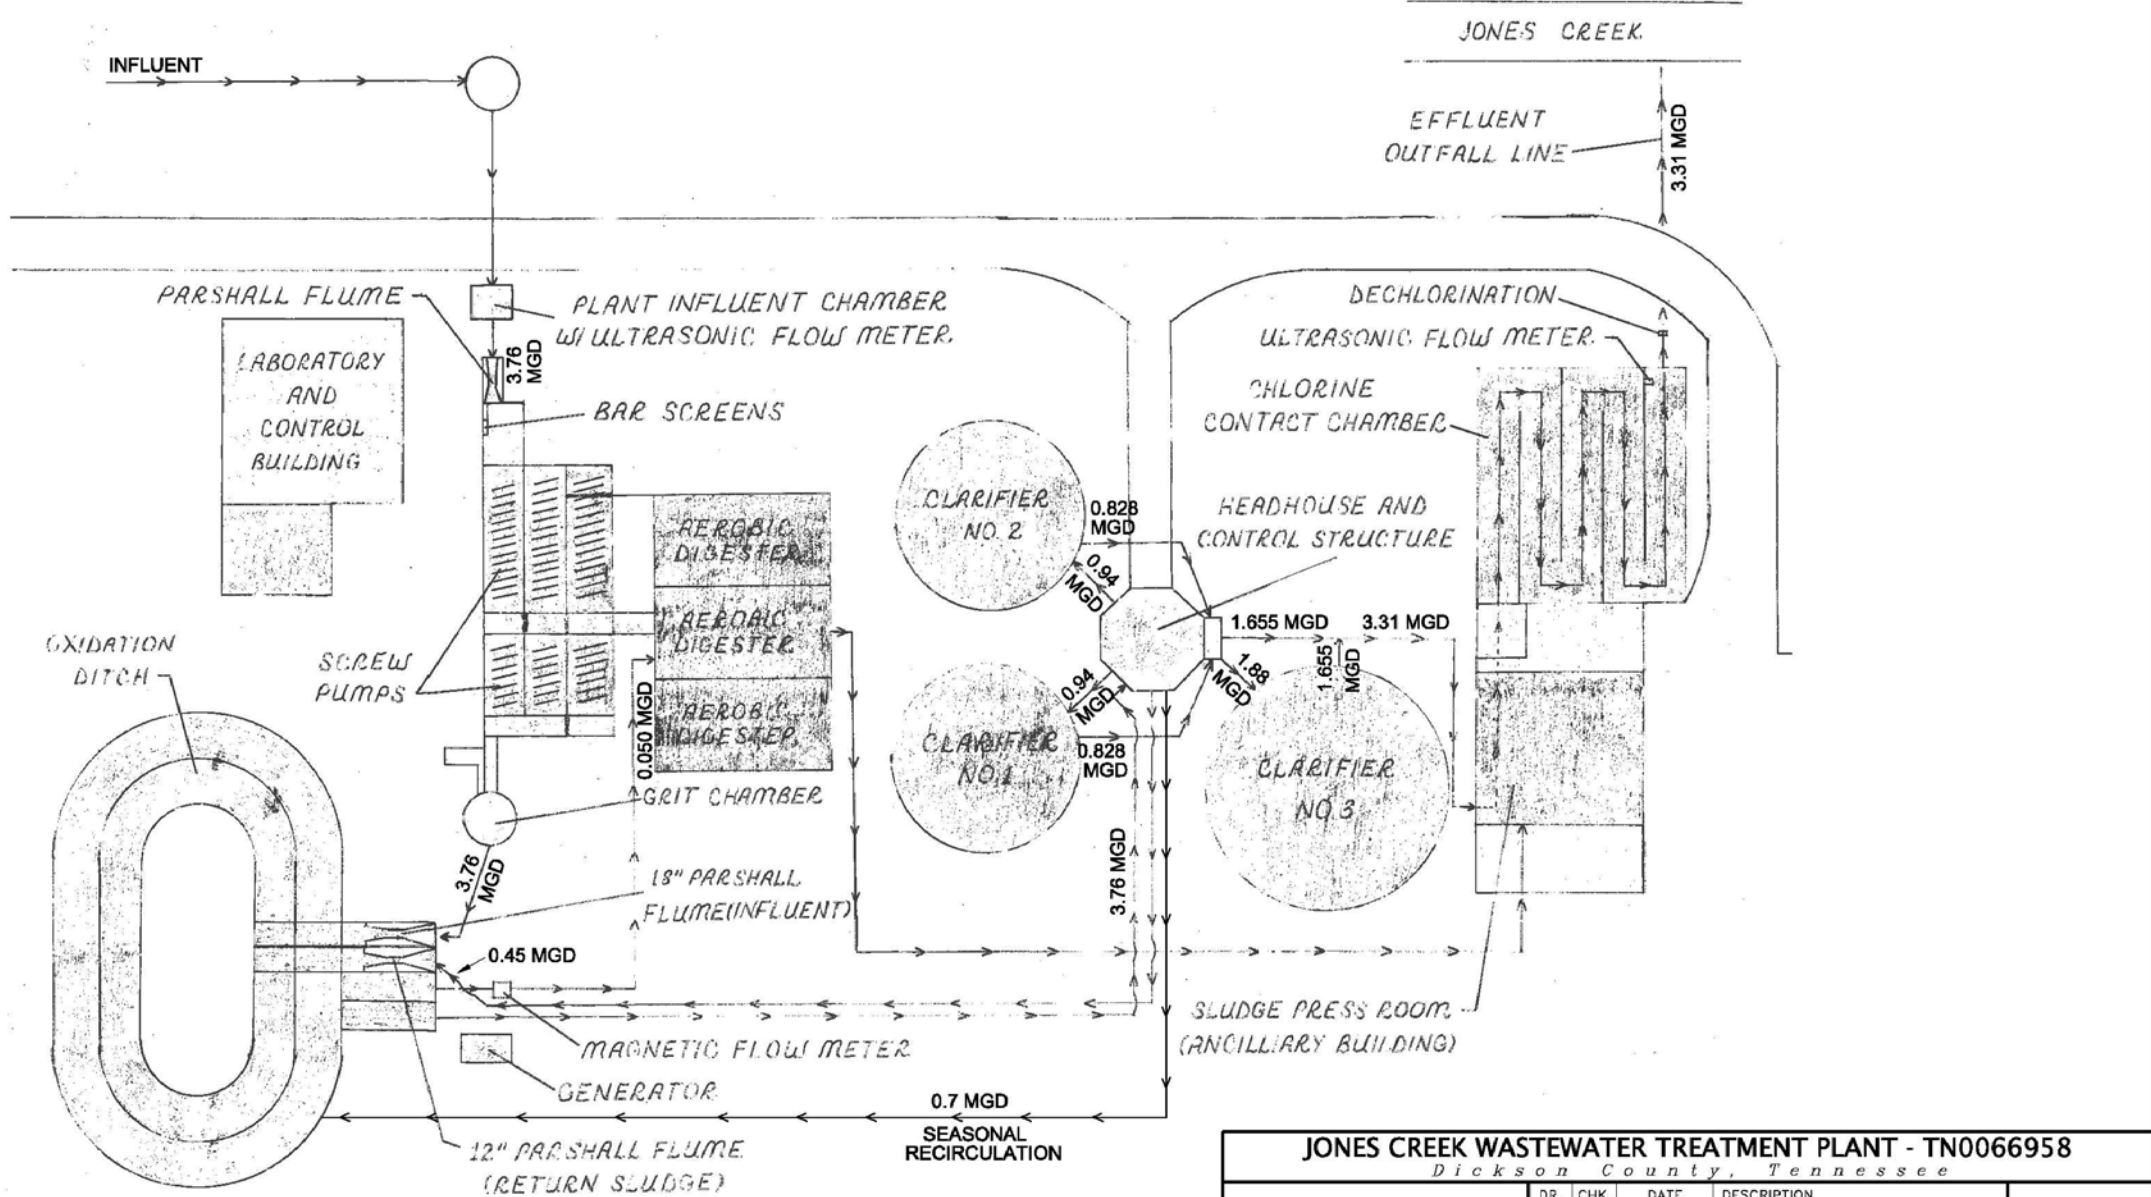 JONES CREEK
INFLUENT
EFFLUENT
OUTFALL LINE
3.31 MGD
PARSHALL FLUME
PLANT INFLUENT CHAMBER
W/ ULTRASONIC FLOW METER.
3.76
MGD
LABORATORY
AND
CONTROL
BUILDING
BAR SCREENS
DECHLORINATION
ULTRASONIC FLOW METER.
CHLORINE
CONTACT CHAMBER
CLARIFIER
NO. 2
0.828
MGD
HEADHOUSE AND
CONTROL STRUCTURE
AEROBIC
DIGESTER
AEROBIC
DIGESTER
AEROBIC
DIGESTER
0.94
MGD
1.655 MGD
3.31 MGD
OXIDATION
DITCH
SCREW
PUMPS
0.050 MGD
0.94
MGD
1.88
MGD
1.655
MGD
CLARIFIER
NO. 1
0.828
MGD
CLARIFIER
NO. 3
GRIT CHAMBER
3.76
MGD
18" PARSHALL
FLUME(INFLUENT)
3.76 MGD
0.45 MGD
SLUDGE PRESS ROOM
(ANCILLIARY BUILDING)
MAGNETIC FLOW METER
GENERATOR
0.7 MGD
SEASONAL
RECIRCULATION
12" PARSHALL FLUME
(RETURN SLUDGE)
JONES CREEK WASTEWATER TREATMENT PLANT - TN0066958
Dickson County, Tennessee
DR CHK DATE DESCRIPTION